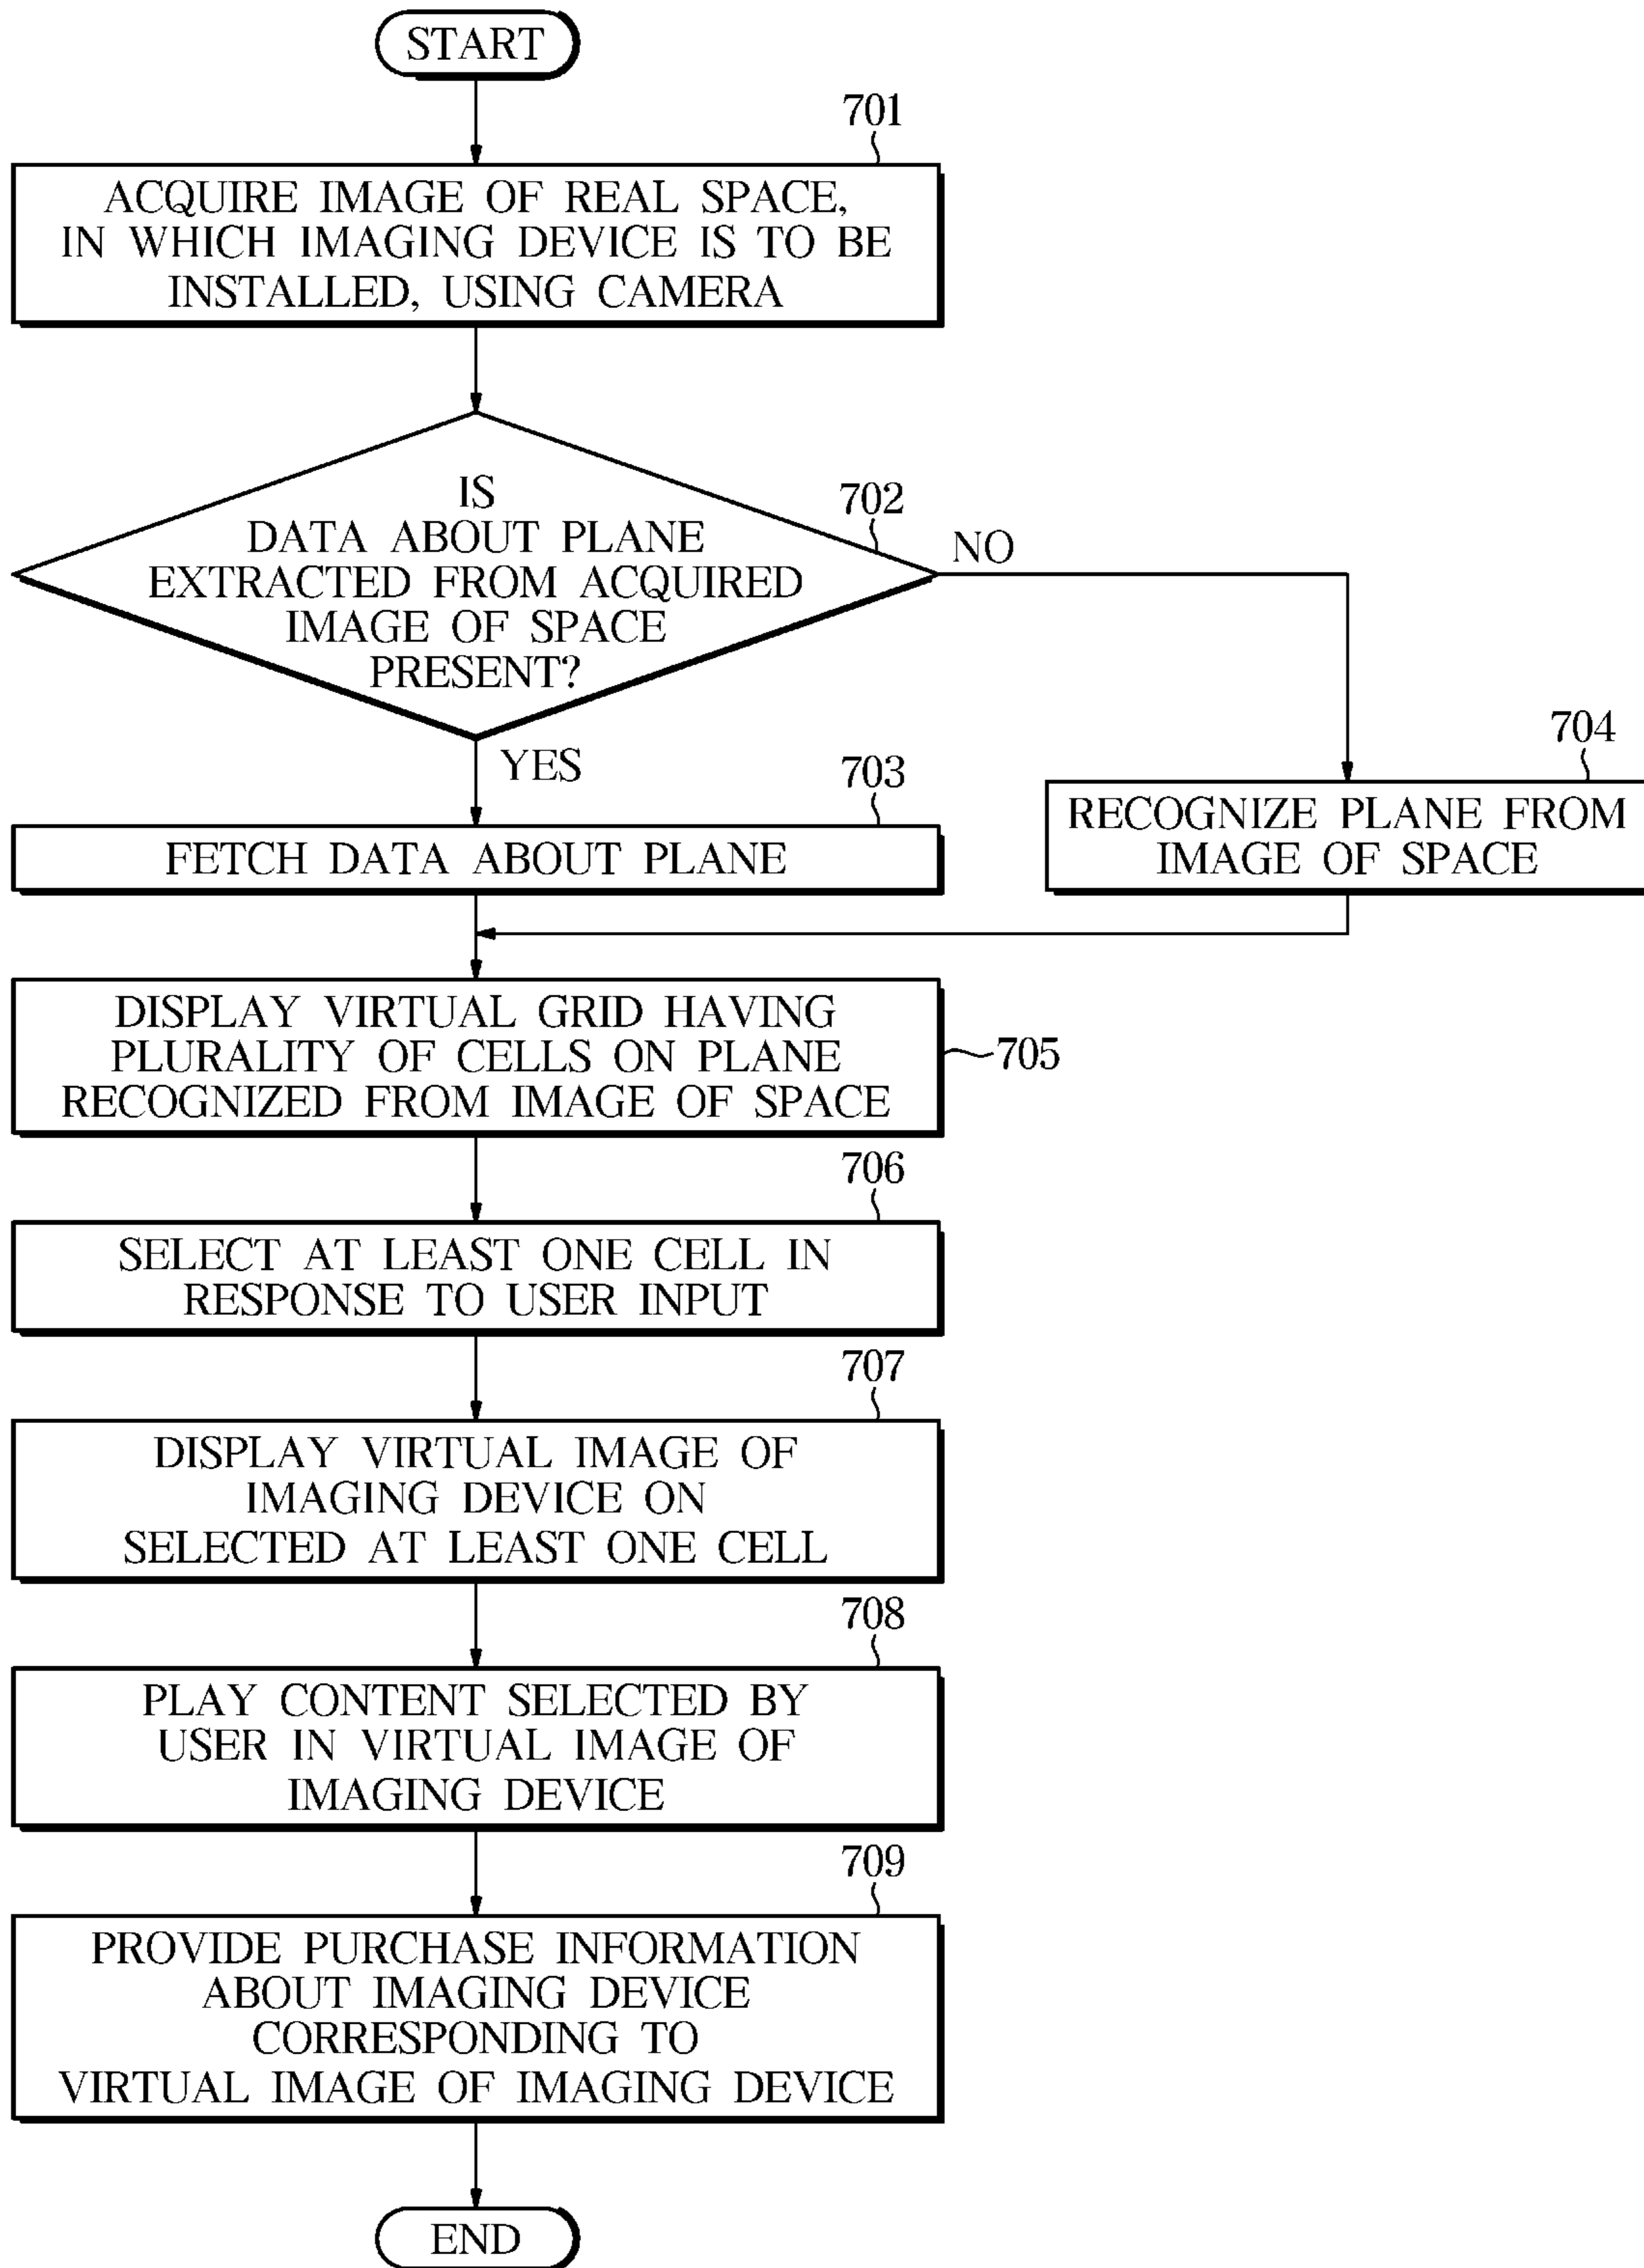 START
701
ACQUIRE IMAGE OF REAL SPACE,
IN WHICH IMAGING DEVICE IS TO BE
INSTALLED, USING CAMERA
702
IS
DATA ABOUT PLANE
EXTRACTED FROM ACQUIRED
IMAGE OF SPACE
PRESENT?
NO
YES
703
FETCH DATA ABOUT PLANE
704
RECOGNIZE PLANE FROM
IMAGE OF SPACE
DISPLAY VIRTUAL GRID HAVING
PLURALITY OF CELLS ON PLANE
RECOGNIZED FROM IMAGE OF SPACE
705
706
SELECT AT LEAST ONE CELL IN
RESPONSE TO USER INPUT
707
DISPLAY VIRTUAL IMAGE OF
IMAGING DEVICE ON
SELECTED AT LEAST ONE CELL
708
PLAY CONTENT SELECTED BY
USER IN VIRTUAL IMAGE OF
IMAGING DEVICE
709
PROVIDE PURCHASE INFORMATION
ABOUT IMAGING DEVICE
CORRESPONDING TO
VIRTUAL IMAGE OF IMAGING DEVICE
END